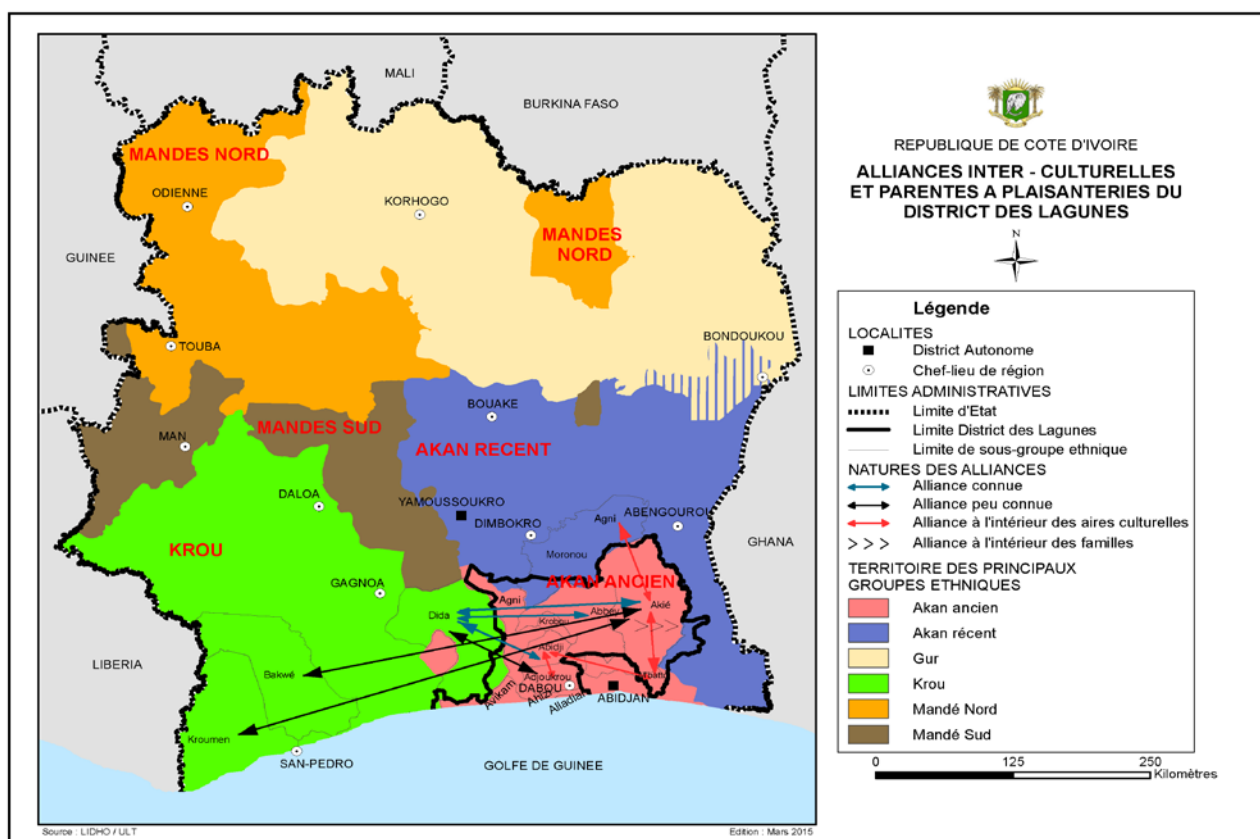 MALI
BURKINA FASO
MANDES NORD
ODIENNE
KORHOGO
MANDES
NORD
GUINEE
BONDOUKOU
TOUBA
BOUAKE
MAN
MANDES SUD
AKAN RECENT
DALOA
YAMOUSSOUKRO
DIMBOKRO
Agni
ABENGOUROU
Moronou
GHANA
KROU
AKAN ANCIEN
GAGNOA
Agni
Dida
Krobou
Abbey
Akié
Abidji
LIBERIA
Bakwé
Adjoukrou
DABOU
ABIDJAN
Avikam
Ahizi
Alladian
Kroumen
SAN-PEDRO
GOLFE DE GUINEE
Source : LIDHO / ULT
Edition : Mars 2015
REPUBLIQUE DE COTE D'IVOIRE
ALLIANCES INTER - CULTURELLES
ET PARENTES A PLAISANTERIES DU
DISTRICT DES LAGUNES
N
Légende
LOCALITES
District Autonome
Chef-lieu de région
LIMITES ADMINISTRATIVES
Limite d'Etat
Limite District des Lagunes
Limite de sous-groupe ethnique
NATURES DES ALLIANCES
Alliance connue
Alliance peu connue
Alliance à l'intérieur des aires culturelles
Alliance à l'intérieur des familles
TERRITOIRE DES PRINCIPAUX
GROUPES ETHNIQUES
Akan ancien
Akan récent
Gur
Krou
Mandé Nord
Mandé Sud
0 125 250
Kilomètres